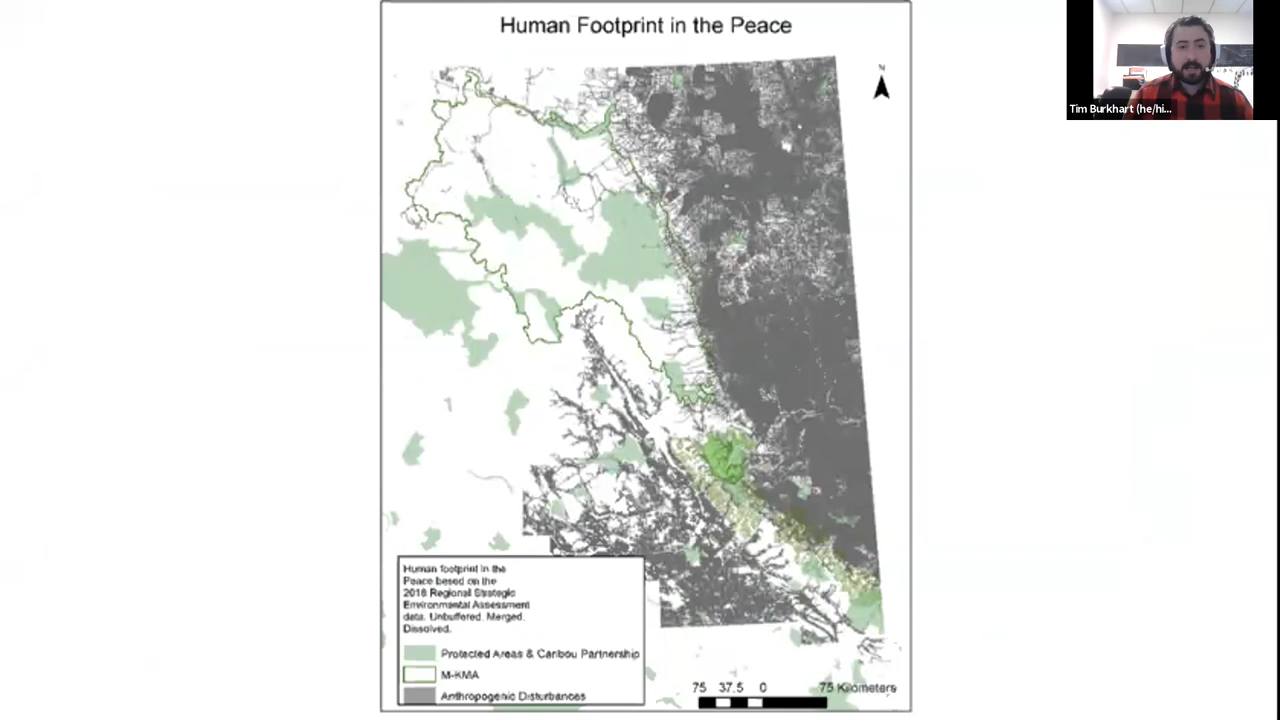 Human Footprint in the Peace
Tim Burkhart (he/hi...
N
Human footprint in the
Peace based on the
2018 Regional Strategic
Environmental Assessment
data. Unbuffered. Merged.
Dissolved.
Protected Areas & Caribou Partnership
M-KMA
Anthropogenic Disturbances
75 37.5 0 75 Kilometers